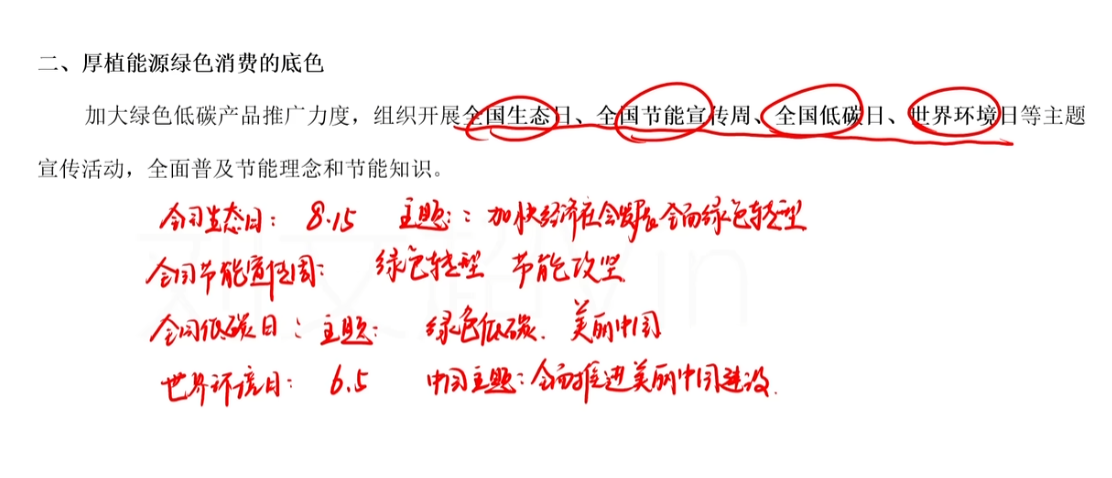 二、厚植能源绿色消费的底色
加大绿色低碳产品推广力度，组织开展全国生态日、全国节能宣传周、全国低碳日、世界环境日等主题
宣传活动，全面普及节能理念和节能知识。
全国生态日：8.15 主题：：加快经济社会发展全面绿色转型
全国节能宣传周：绿色转型 节能攻坚
全国低碳日：主题：绿色低碳．美丽中国
世界环境日：6.5 中国主题：全面推进美丽中国建设．